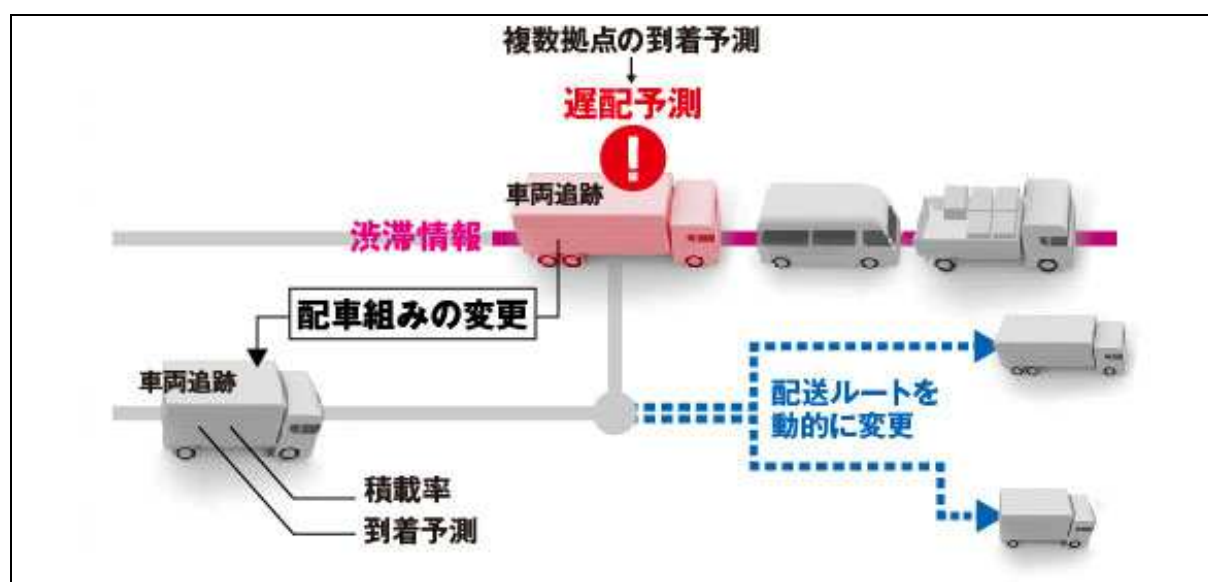 複数拠点の到着予測
遅配予測
車両追跡
渋滞情報
配車組みの変更
車両追跡
配送ルートを
動的に変更
積載率
到着予測